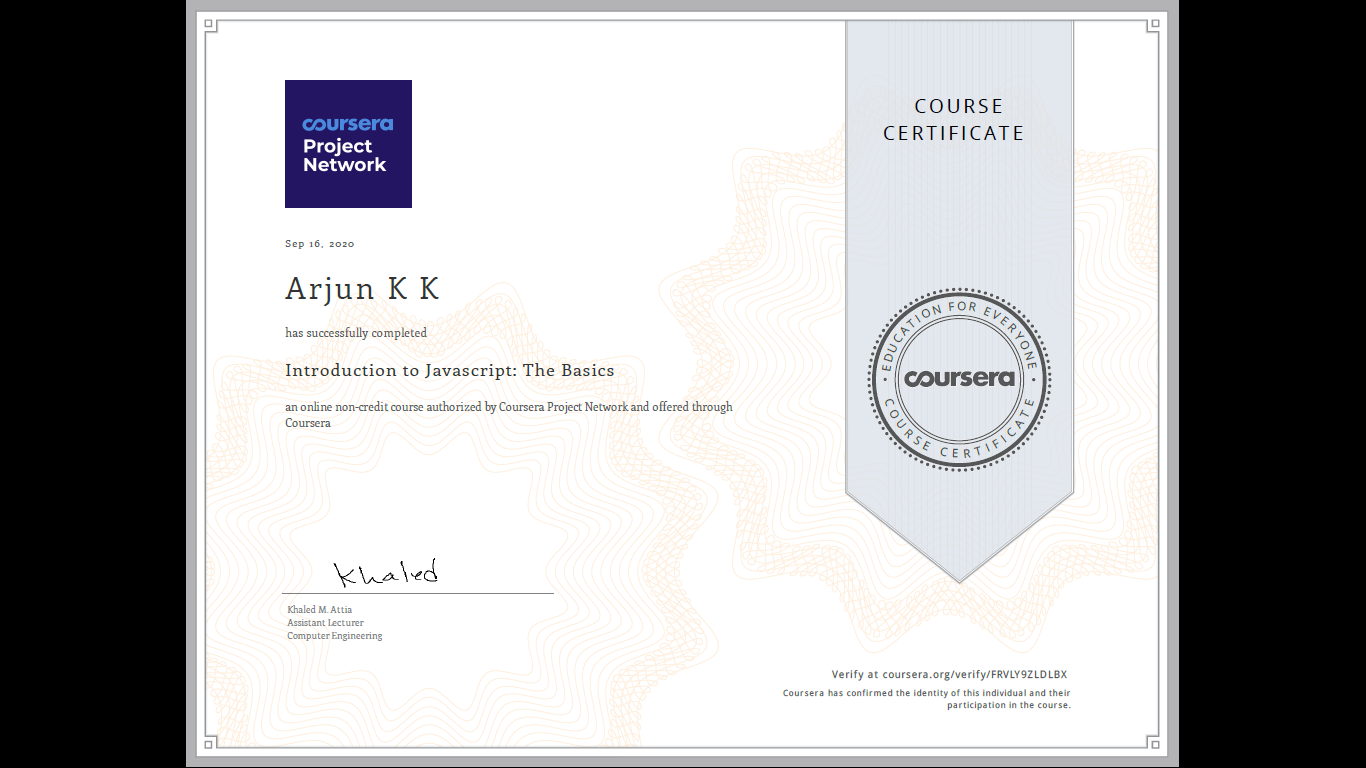 coursera
Project
Network
COURSE
CERTIFICATE
Sep 16, 2020
Arjun K K
has successfully completed
Introduction to Javascript: The Basics
an online non-credit course authorized by Coursera Project Network and offered through
Coursera
EDUCATION FOR EVERYONE
coursera
COURSE CERTIFICATE
Khaled
Khaled M. Attia
Assistant Lecturer
Computer Engineering
Verify at coursera.org/verify/FRVLY9ZLDLBX
Coursera has confirmed the identity of this individual and their
participation in the course.